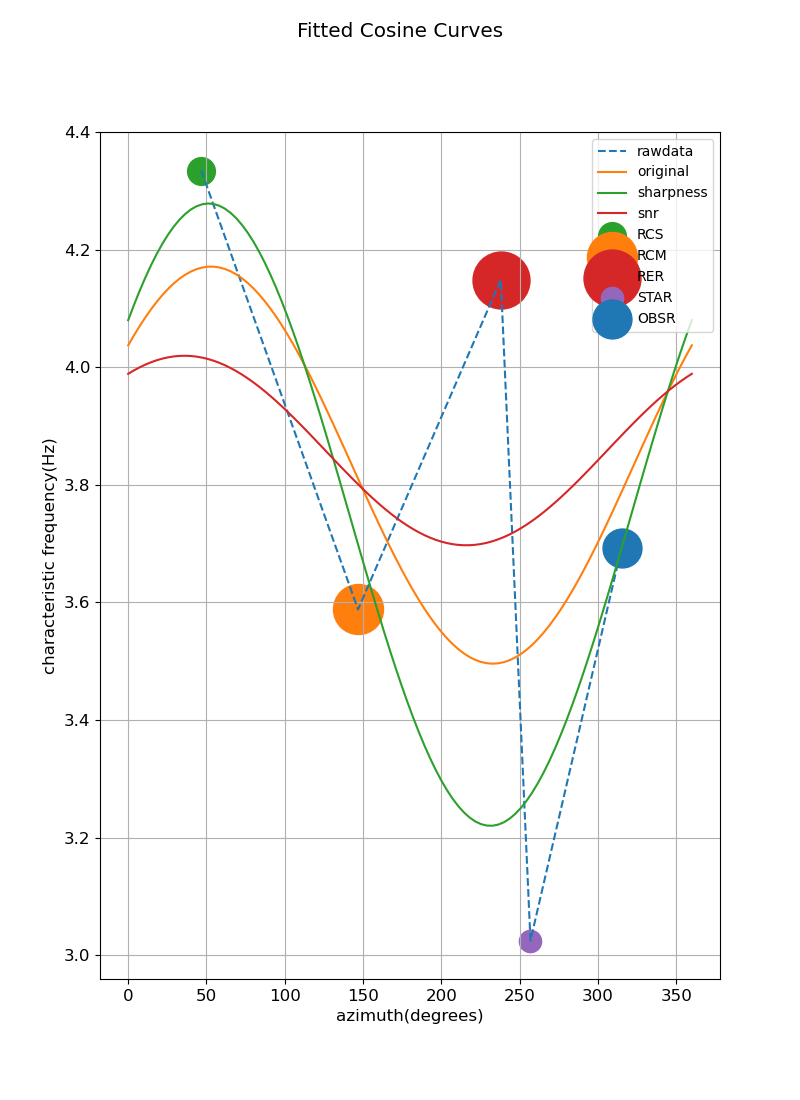 Fitted Cosine Curves
4.4
4.2
4.0
3.8
3.6
3.4
3.2
3.0
characteristic frequency(Hz)
rawdata
original
sharpness
snr
RCS
RCM
RER
STAR
OBSR
0 50 100 150 200 250 300 350
azimuth(degrees)